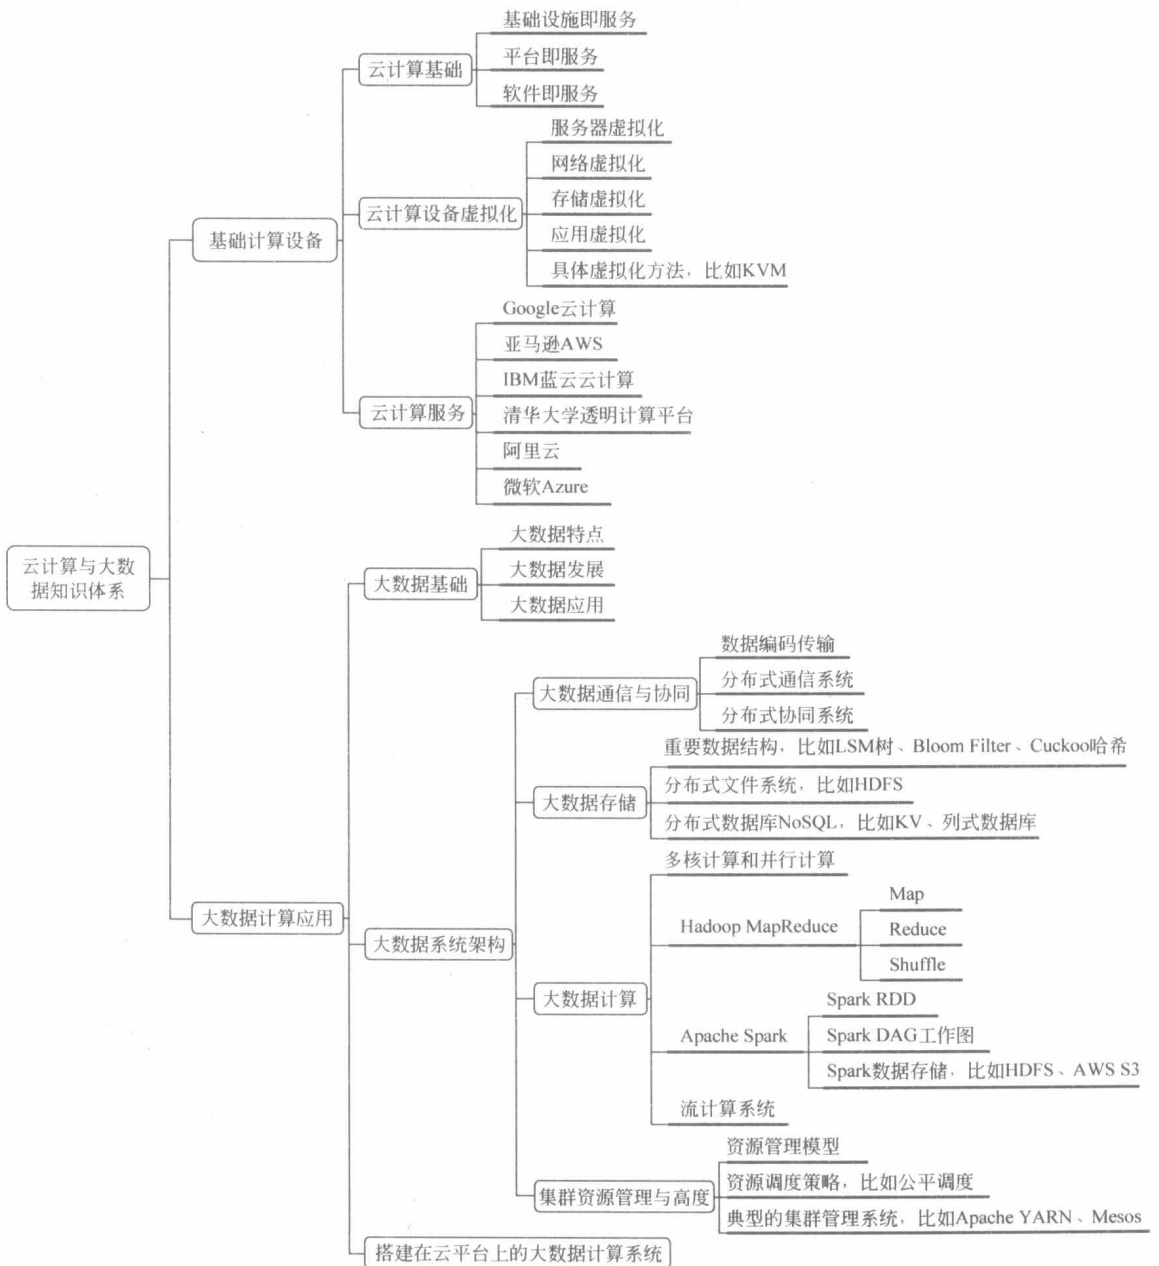 云计算与大数
据知识体系
基础计算设备
云计算基础
基础设施即服务
平台即服务
软件即服务
云计算设备虚拟化
服务器虚拟化
网络虚拟化
存储虚拟化
应用虚拟化
具体虚拟化方法，比如KVM
云计算服务
Google云计算
亚马逊AWS
IBM蓝云云计算
清华大学透明计算平台
阿里云
微软Azure
大数据计算应用
大数据基础
大数据特点
大数据发展
大数据应用
大数据系统架构
大数据通信与协同
数据编码传输
分布式通信系统
分布式协同系统
大数据存储
重要数据结构，比如LSM树、Bloom Filter、Cuckoo哈希
分布式文件系统，比如HDFS
分布式数据库NoSQL，比如KV、列式数据库
大数据计算
多核计算和并行计算
Hadoop MapReduce
Map
Reduce
Shuffle
Apache Spark
Spark RDD
Spark DAG工作图
Spark数据存储，比如HDFS、AWS S3
流计算系统
集群资源管理与高度
资源管理模型
资源调度策略，比如公平调度
典型的集群管理系统，比如Apache YARN、Mesos
搭建在云平台上的大数据计算系统